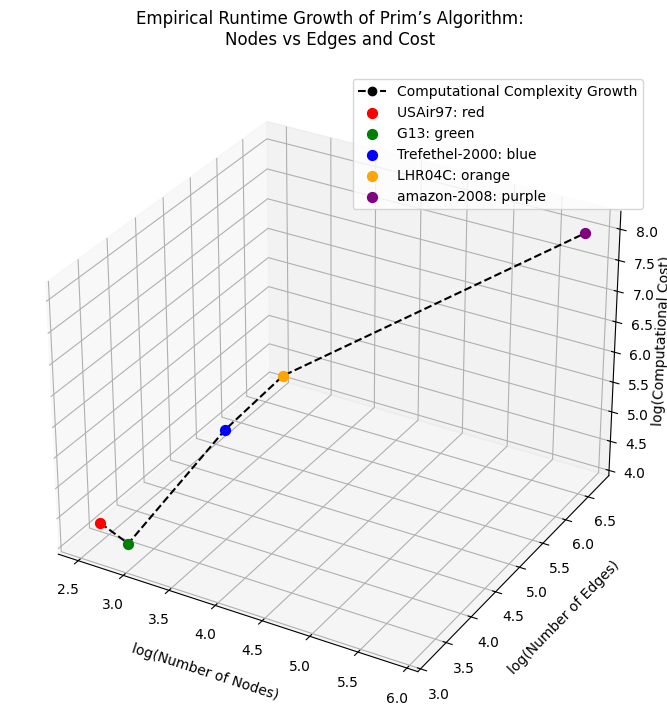 Empirical Runtime Growth of Prim’s Algorithm:
Nodes vs Edges and Cost
Computational Complexity Growth
USAir97: red
G13: green
Trefethel-2000: blue
LHR04C: orange
amazon-2008: purple
8.0
7.5
7.0
6.5
6.0
5.5
5.0
4.5
4.0
log(Computational Cost)
6.5
6.0
5.5
5.0
4.5
4.0
3.5
3.0
log(Number of Edges)
2.5
3.0
3.5
4.0
4.5
5.0
5.5
6.0
log(Number of Nodes)